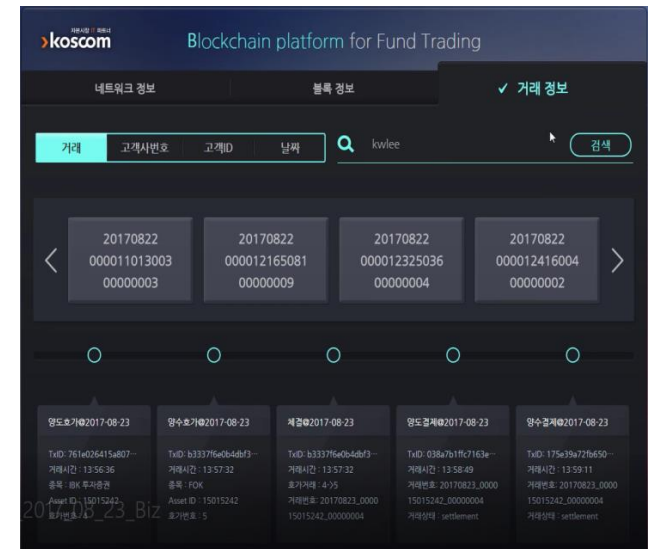 자본시장 IT 파트너
koscom
Blockchain platform for Fund Trading
네트워크 정보
블록 정보
✓ 거래 정보
거래
고객사번호
고객ID
날짜
kwlee
검색
20170822
000011013003
00000003
20170822
000012165081
00000009
20170822
000012325036
00000004
20170822
000012416004
00000002
양도호가@2017-08-23
TxID: 761e026415a807...
거래시간 : 13:56:36
종목 : IBK 투자증권
Asset ID : 15015242
호가번호 : 4
양수호가@2017-08-23
TxID: b3337f6e0b4dbf3...
거래시간 : 13:57:32
종목 : FOK
Asset ID : 15015242
호가번호 : 5
체결@2017-08-23
TxID: b3337f6e0b4dbf3...
거래시간 : 13:57:32
호가거래 : 4->5
거래번호: 20170823_0000
15015242_00000004
양도결제@2017-08-23
TxID: 038a7b1ffc7163e...
거래시간 : 13:58:49
거래번호: 20170823_0000
15015242_00000004
거래상태 : settlement
양수결제@2017-08-23
TxID: 175e39a72fb650...
거래시간 : 13:59:11
거래번호: 20170823_0000
15015242_00000004
거래상태 : settlement
2017_08_23_Biz